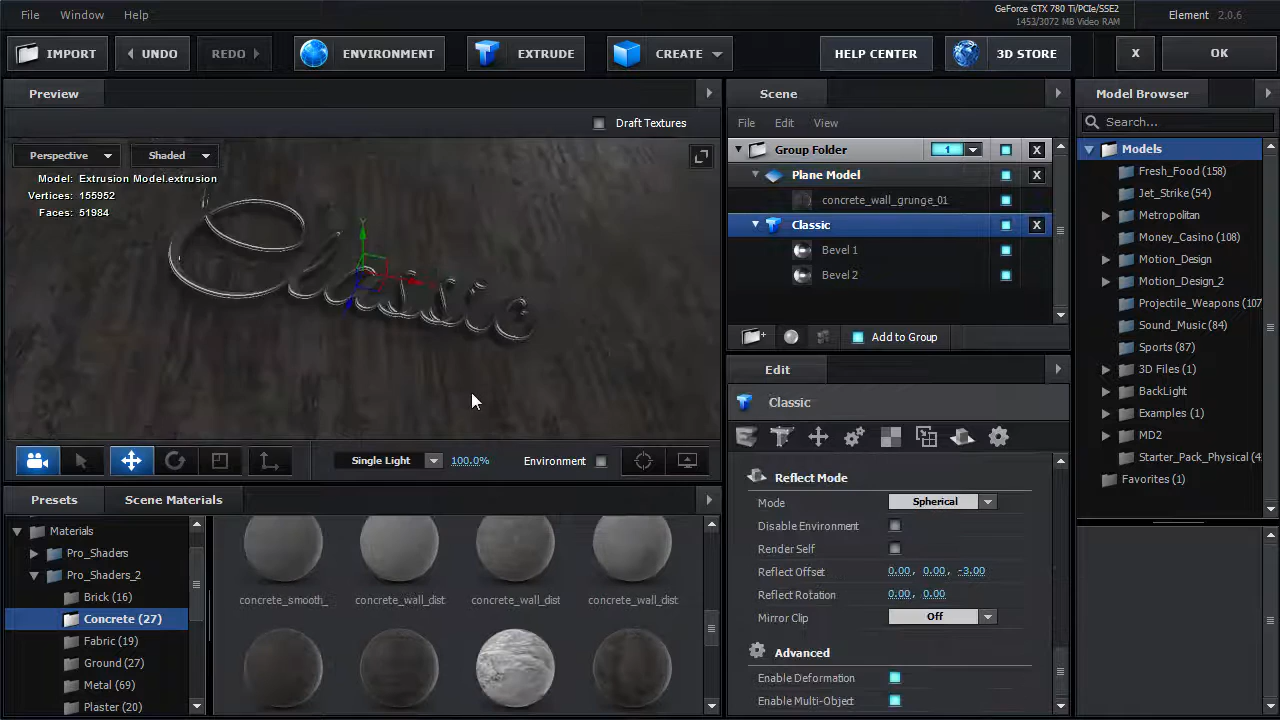 File Window Help
GeForce GTX 780 Ti/PCIe/SSE2
1453/3072 MB Video RAM
Element 2.0.6
IMPORT UNDO REDO ENVIRONMENT EXTRUDE CREATE HELP CENTER 3D STORE X OK
Preview
Draft Textures
Perspective Shaded
Model: Extrusion Model.extrusion
Vertices: 155952
Faces: 51984
Classic
Y
Single Light 100.0% Environment
Presets Scene Materials
Materials
Pro_Shaders
Pro_Shaders_2
Brick (16)
Concrete (27)
Fabric (19)
Ground (27)
Metal (69)
Plaster (20)
concrete_smooth_ concrete_wall_dist concrete_wall_dist concrete_wall_dist
Scene
File Edit View
Group Folder 1 X
Plane Model X
concrete_wall_grunge_01
Classic X
Bevel 1
Bevel 2
Add to Group
Edit
Classic
Reflect Mode
Mode Spherical
Disable Environment
Render Self
Reflect Offset 0.00, 0.00, -3.00
Reflect Rotation 0.00, 0.00
Mirror Clip Off
Advanced
Enable Deformation
Enable Multi-Object
Model Browser
Search...
Models
Fresh_Food (158)
Jet_Strike (54)
Metropolitan
Money_Casino (108)
Motion_Design
Motion_Design_2
Projectile_Weapons (107
Sound_Music (84)
Sports (87)
3D Files (1)
BackLight
Examples (1)
MD2
Starter_Pack_Physical (4
Favorites (1)